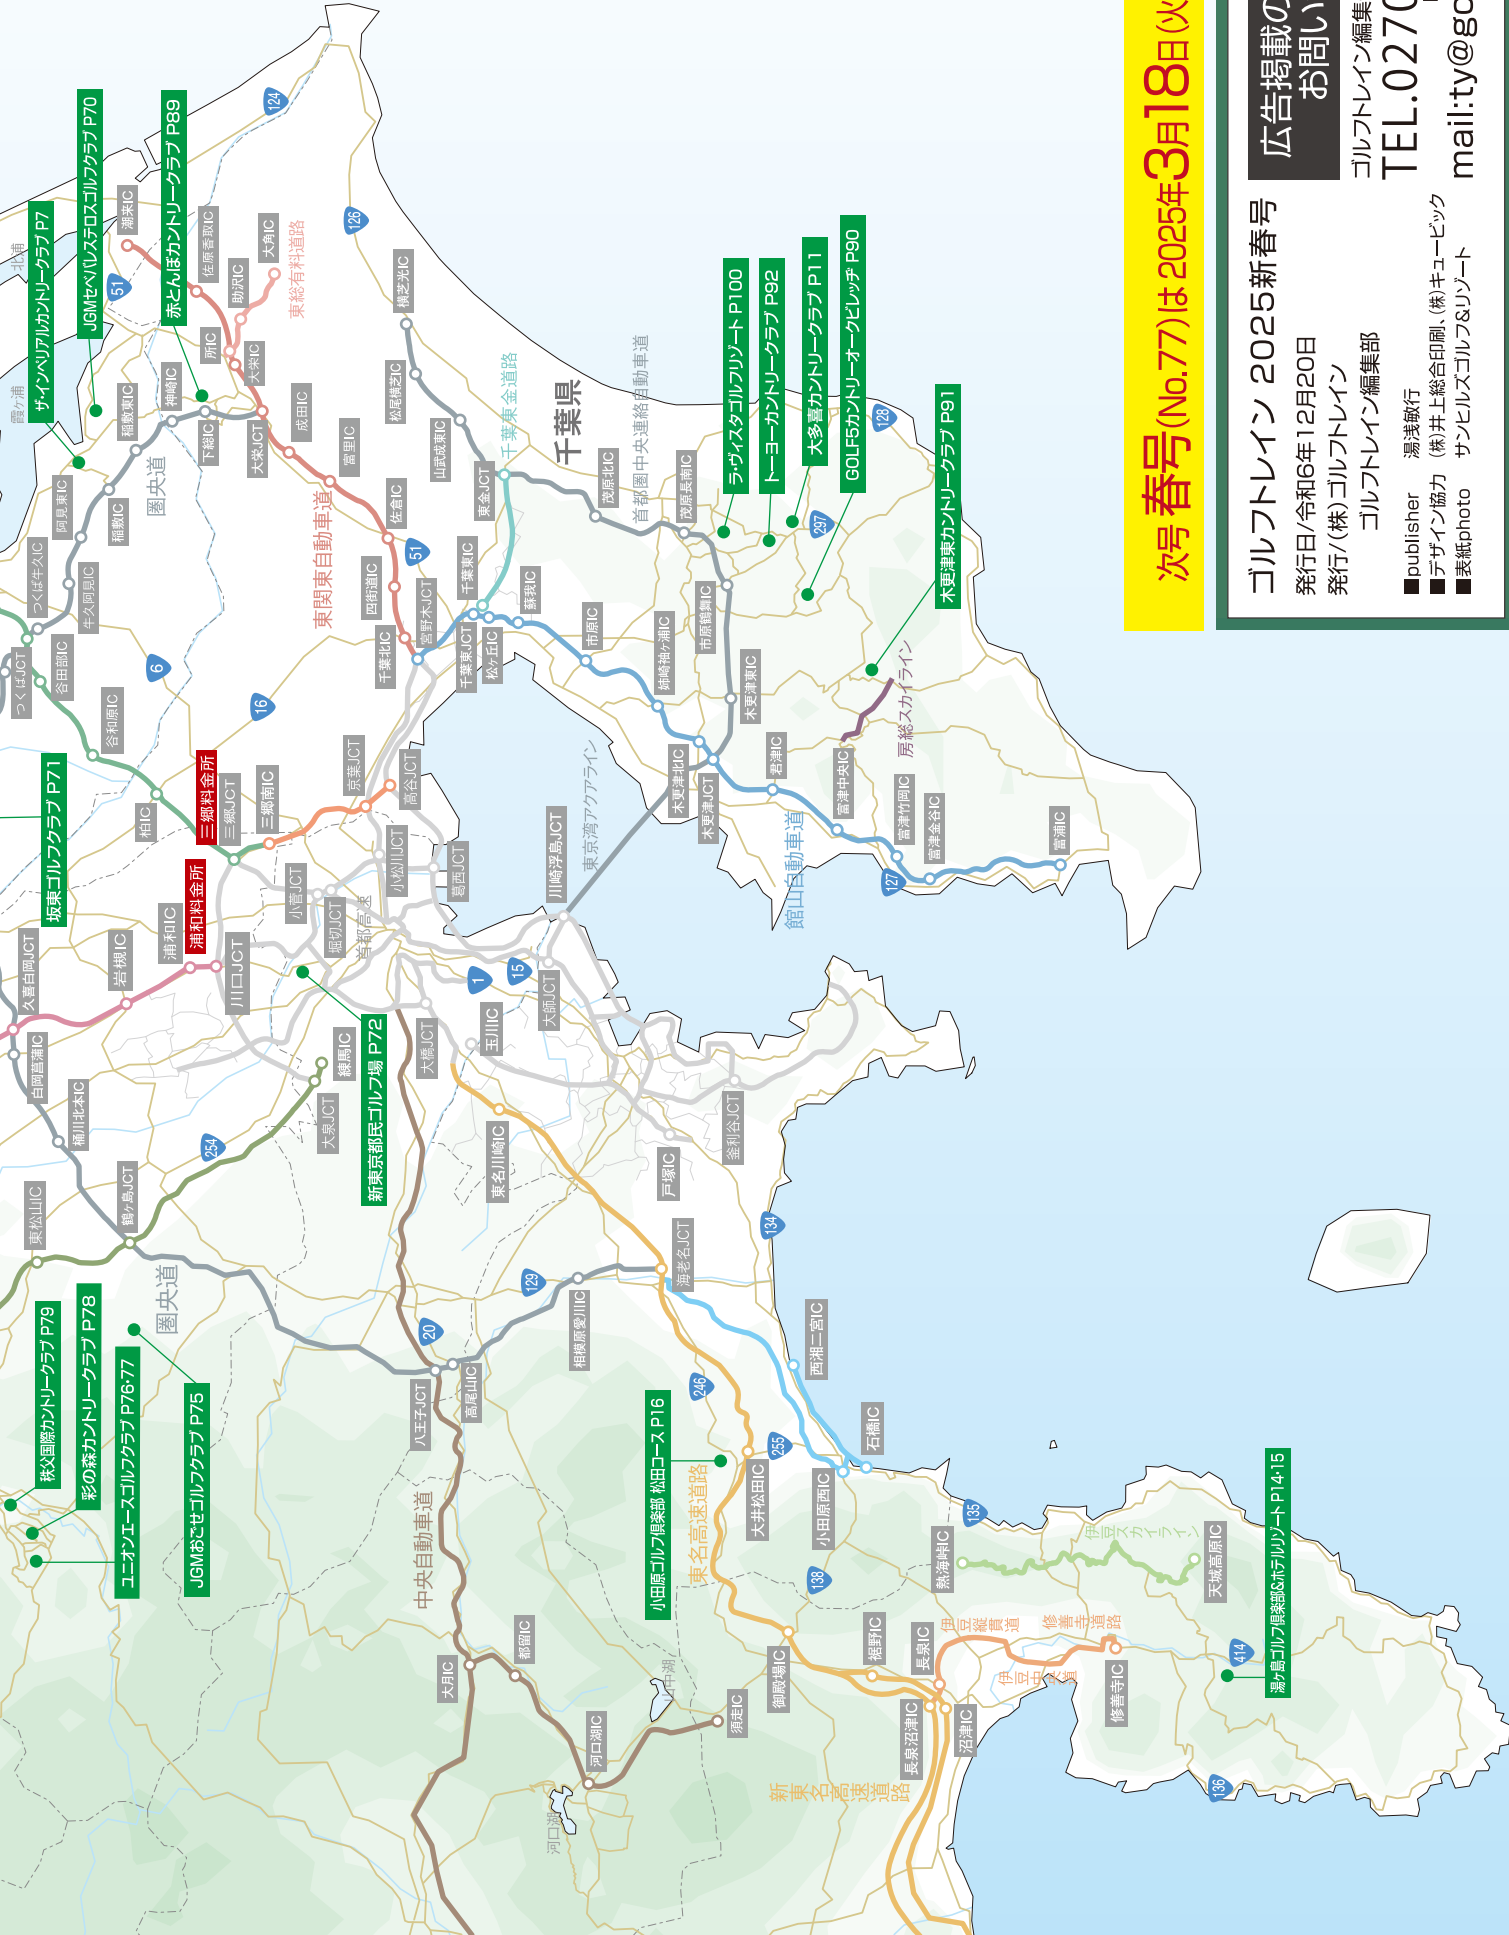 北浦
霞ヶ浦
ザインペリアルカントリークラブ P7
JGMセベバレステロスゴルフクラブ P70
赤とんぼカントリークラブ P89
124
126
51
潮来IC
佐原香取IC
大角IC
助沢IC
東総有料道路
所IC
大栄IC
横芝光IC
神崎IC
稲敷東IC
下総IC
大栄JCT
成田IC
富里IC
松尾横芝IC
山武成東IC
千葉東金道路
千葉県
圏央道
阿見東IC
稲敷IC
つくば牛久IC
牛久阿見IC
東関東自動車道
佐倉IC
51
四街道IC
東金JCT
茂原北IC
首都圏中央連絡自動車道
茂原長南IC
ラ・ヴィスタゴルフリゾート P100
トーヨーカントリークラブ P92
大多喜カントリークラブ P11
GOLF5カントリーオークビレッヂ P90
128
297
木更津東カントリークラブ P91
つくばJCT
谷田部IC
6
16
谷和原IC
千葉北IC
宮野木JCT
千葉東IC
千葉東JCT
松ヶ丘IC
蘇我IC
市原IC
姉崎袖ヶ浦IC
市原鶴舞IC
木更津東IC
房総スカイライン
坂東ゴルフクラブ P71
柏IC
三郷料金所
三郷JCT
三郷南IC
京葉JCT
高谷JCT
小松川JCT
葛西JCT
川崎浮島JCT
東京湾アクアライン
木更津北IC
木更津JCT
君津IC
館山自動車道
富津中央IC
富津竹岡IC
富津金谷IC
127
富浦IC
久喜白岡JCT
岩槻IC
浦和IC
浦和料金所
川口JCT
小菅JCT
堀切JCT
首都高速
1
15
大師JCT
白岡菖蒲IC
桶川北本IC
練馬IC
大泉JCT
新東京都民ゴルフ場 P72
大橋JCT
玉川IC
東名川崎IC
戸塚IC
釜利谷JCT
254
東松山IC
鶴ヶ島JCT
圏央道
134
海老名JCT
129
相模原愛川IC
20
八王子JCT
高尾山IC
西湘二宮IC
秩父国際カントリークラブ P79
彩の森カントリークラブ P78
ユニオンエースゴルフクラブ P76・77
JGMおごせゴルフクラブ P75
246
小田原ゴルフ倶楽部 松田コース P16
255
東名高速道路
大井松田IC
小田原西IC
石橋IC
中央自動車道
138
135
熱海峠IC
伊豆スカイライン
天城高原IC
湯ヶ島ゴルフ倶楽部&ホテルリゾート P14・15
大月IC
都留IC
山中湖
須走IC
河口湖IC
河口湖
御殿場IC
裾野IC
長泉IC
伊豆縦貫道
修善寺道路
伊豆中央道
修善寺IC
414
長泉沼津IC
沼津IC
新東名高速道路
136
次号 春号(No.77)は 2025年3月18日(火
ゴルフトレイン 2025新春号
発行日/令和6年12月20日
発行/(株)ゴルフトレイン
ゴルフトレイン編集部
■publisher 湯浅敏行
■デザイン協力 (株)井上総合印刷、(株)キュービック
■表紙photo サンヒルズゴルフ&リゾート
広告掲載の
お問い
ゴルフトレイン編集
TEL.0270
mail:ty@go